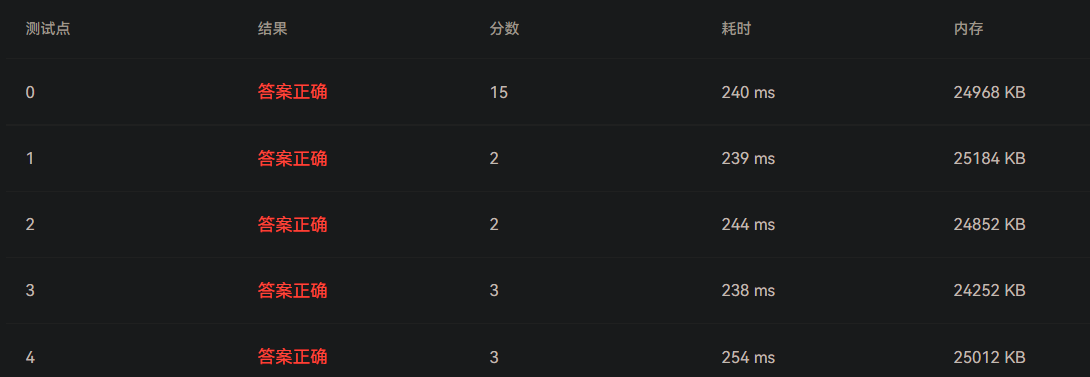 测试点 结果 分数 耗时 内存
0 答案正确 15 240 ms 24968 KB
1 答案正确 2 239 ms 25184 KB
2 答案正确 2 244 ms 24852 KB
3 答案正确 3 238 ms 24252 KB
4 答案正确 3 254 ms 25012 KB